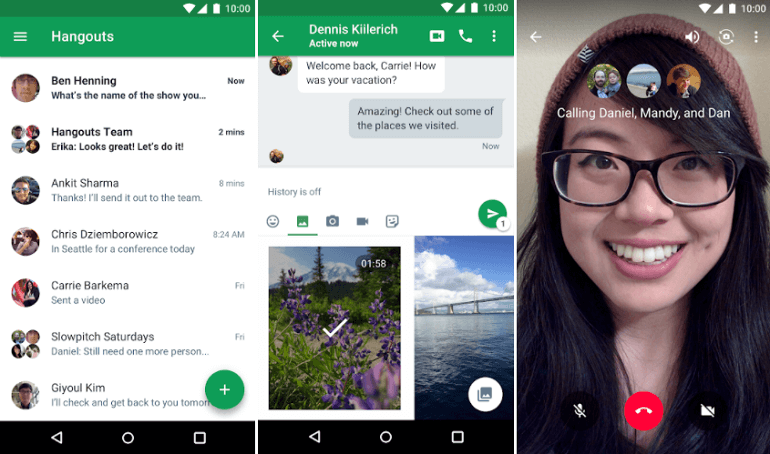 10:00
Hangouts
Ben Henning
Now
What's the name of the show you...
Hangouts Team
2 mins
Erika: Looks great! Let's do it!
Ankit Sharma
8 mins
Thanks! I'll send it out to the team.
Chris Dziemborowicz
8:24 AM
In Seattle for a conference today
Carrie Barkema
Fri
Sent a video
Slowpitch Saturdays
Fri
Daniel: Still need one more person...
Giyoul Kim
I'll check and get back to you tomor
10:00
Dennis Kiilerich
Active now
Welcome back, Carrie! How
was your vacation?
Amazing! Check out some of
the places we visited.
Now
History is off
1
01:58
10:00
Calling Daniel, Mandy, and Dan